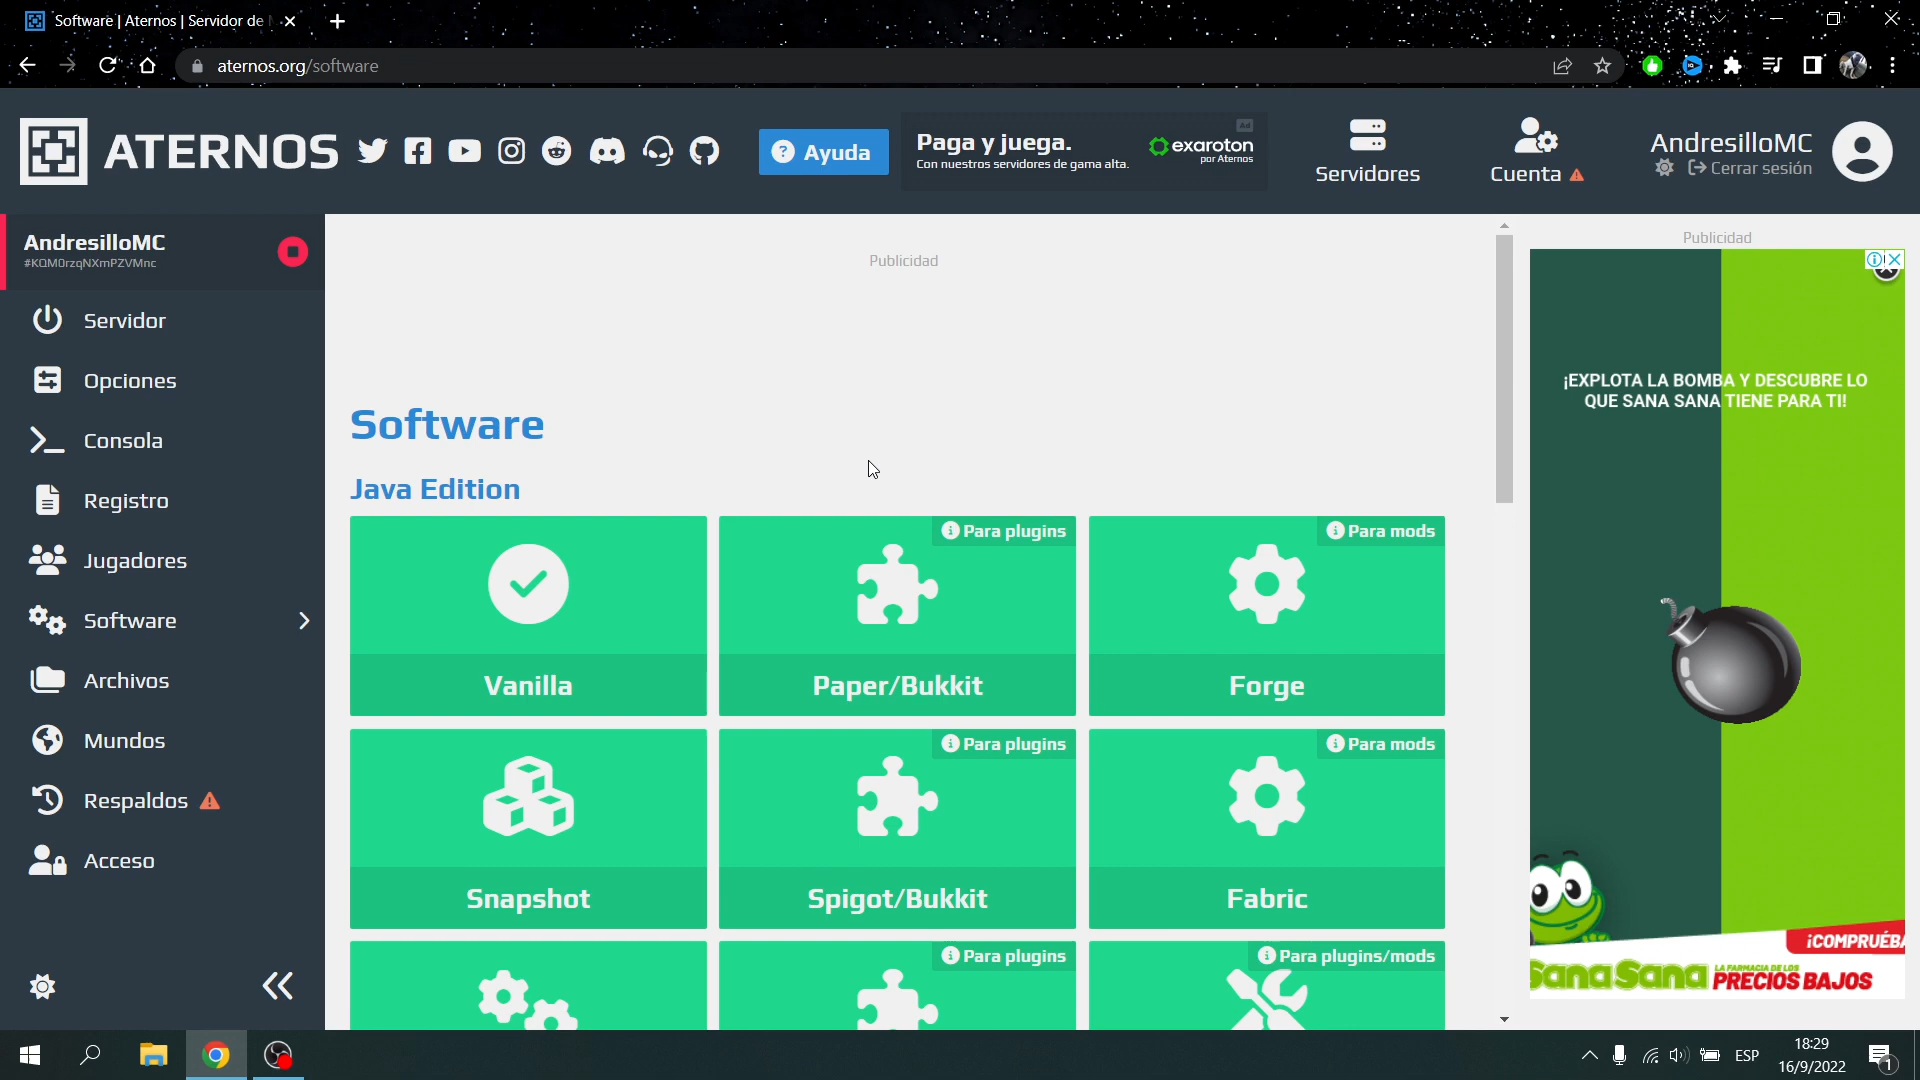 Software | Aternos | Servidor de
aternos.org/software
ATERNOS
? Ayuda
Paga y juega.
Con nuestros servidores de gama alta.
Ad
exaroton
por Aternos
Servidores
Cuenta
AndresilloMC
Cerrar sesión
AndresilloMC
Servidor
Opciones
Consola
Registro
Jugadores
Software
Archivos
Mundos
Respaldos
Acceso
Publicidad
Software
Java Edition
Vanilla
Para plugins
Paper/Bukkit
Para mods
Forge
Snapshot
Para plugins
Spigot/Bukkit
Para mods
Fabric
Para plugins
Para plugins/mods
Publicidad
¡EXPLOTA LA BOMBA Y DESCUBRE LO
QUE SANA SANA TIENE PARA TI!
¡COMPRUÉBA
SanaSana
LA FARMACIA DE LOS
PRECIOS BAJOS
ESP
18:29
16/9/2022
1